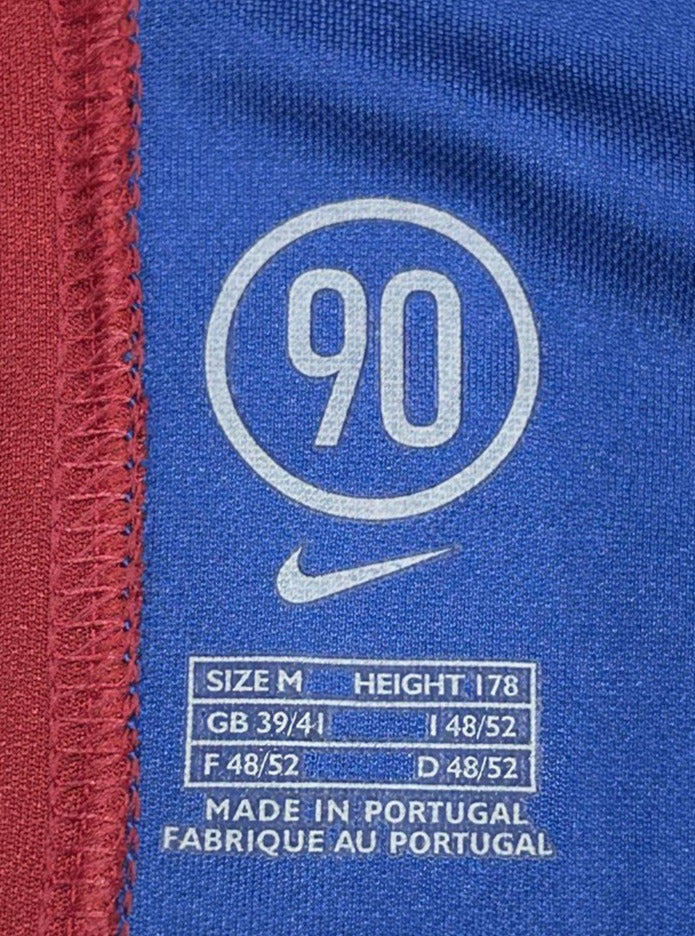 90
SIZE M HEIGHT 178
GB 39/41 I 48/52
F 48/52 D 48/52
MADE IN PORTUGAL
FABRIQUE AU PORTUGAL